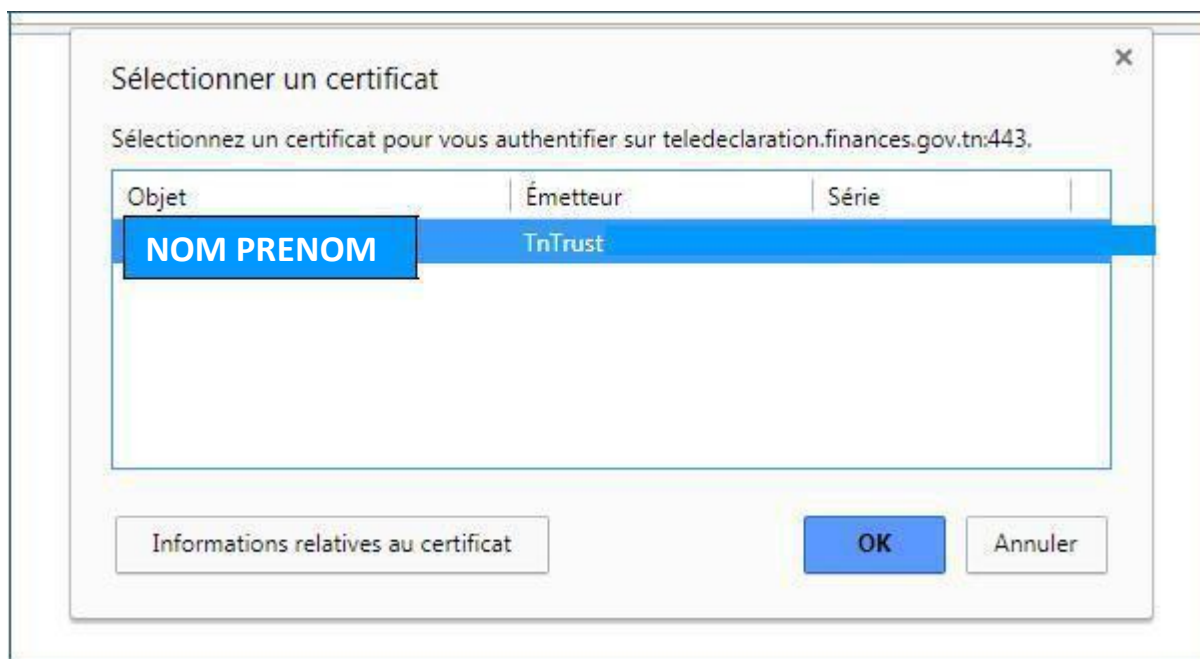 Sélectionner un certificat
Sélectionnez un certificat pour vous authentifier sur teledeclaration.finances.gov.tn:443.
Objet Émetteur Série
NOM PRENOM TnTrust
Informations relatives au certificat OK Annuler